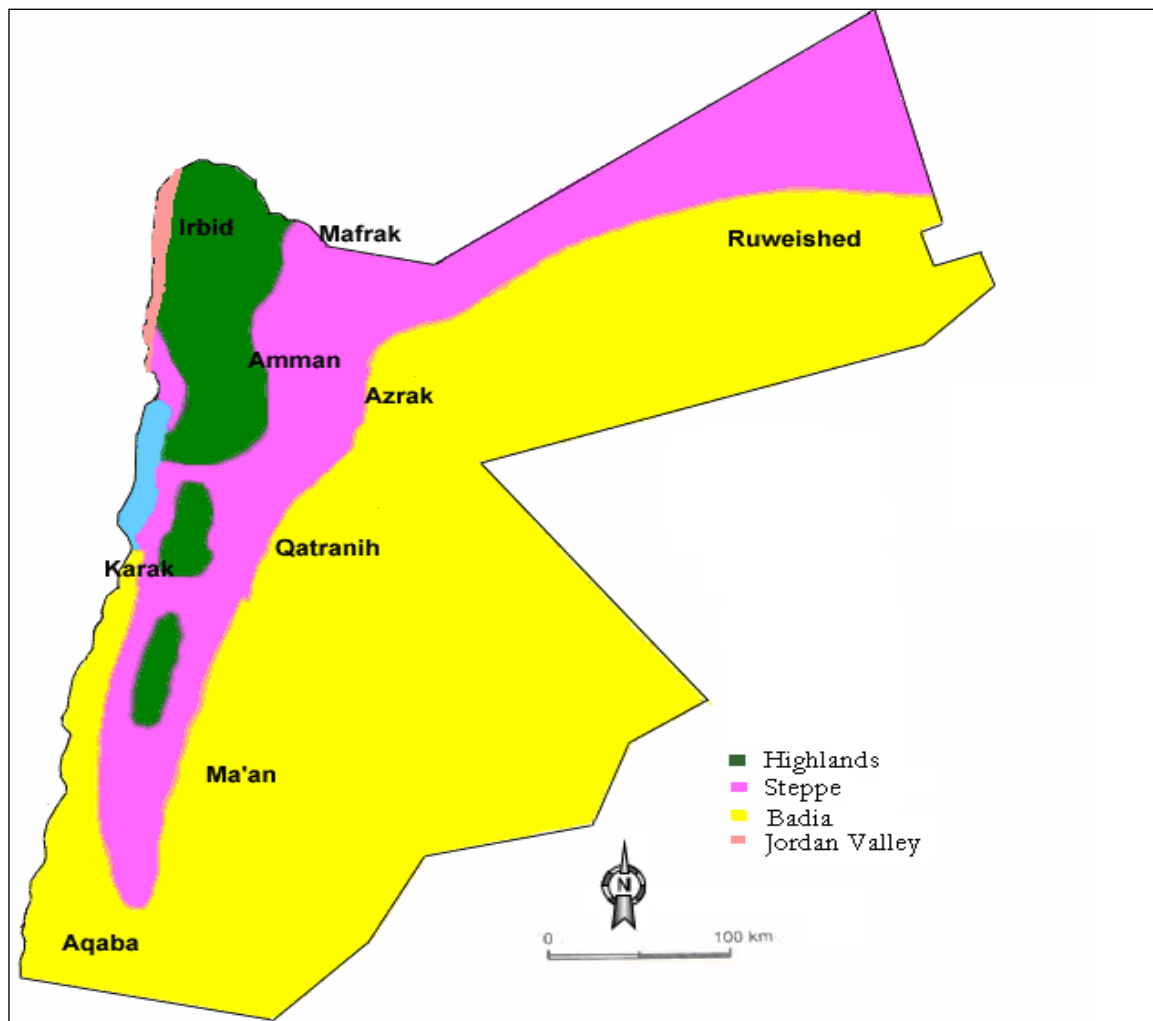 Irbid
Mafrak
Ruweished
Amman
Azrak
Qatranih
Karak
Ma'an
Aqaba
Highlands
Steppe
Badia
Jordan Valley
N
0 100 km